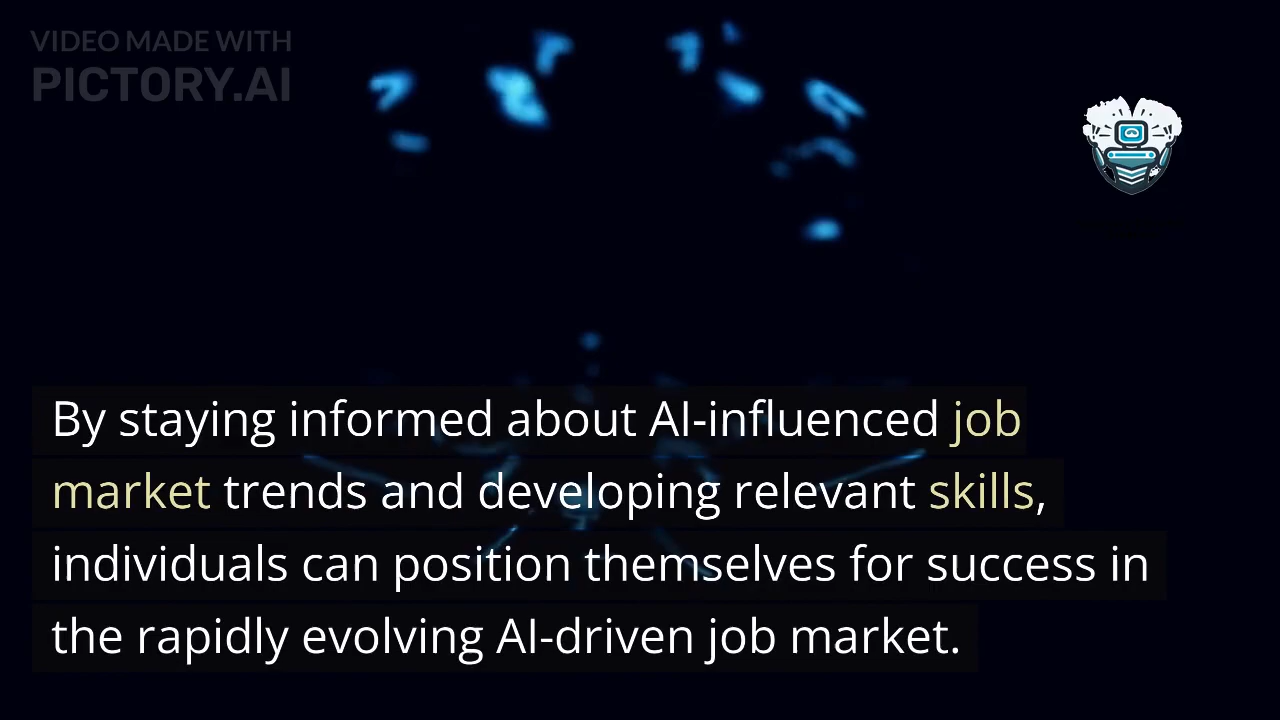 VIDEO MADE WITH
PICTORY.AI
By staying informed about AI-influenced job
market trends and developing relevant skills,
individuals can position themselves for success in
the rapidly evolving AI-driven job market.